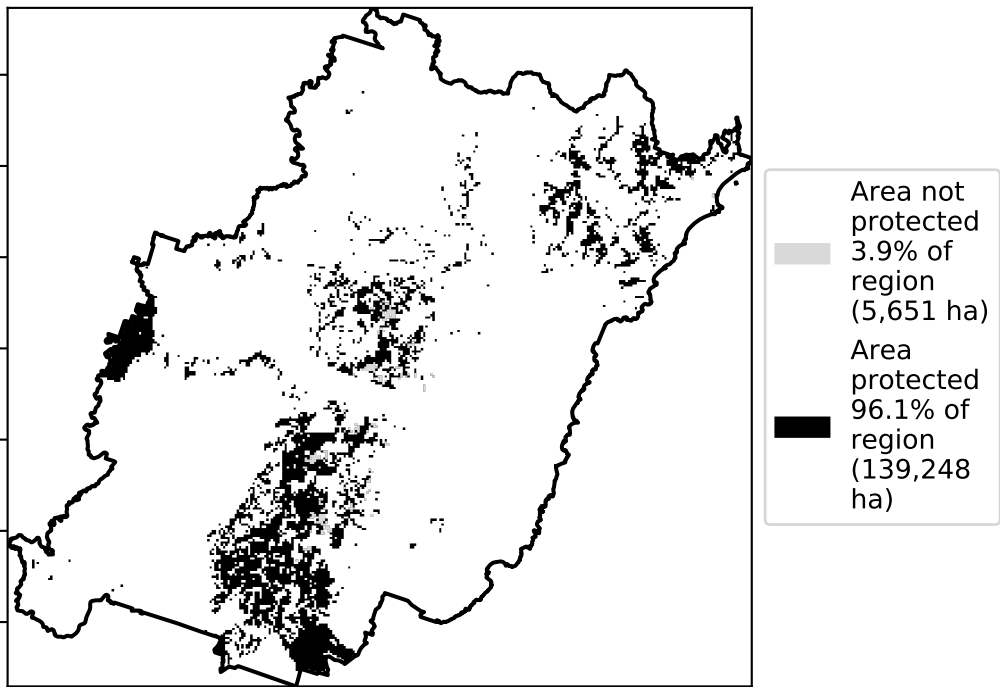 Area not
protected
3.9% of
region
(5,651 ha)
Area
protected
96.1% of
region
(139,248
ha)